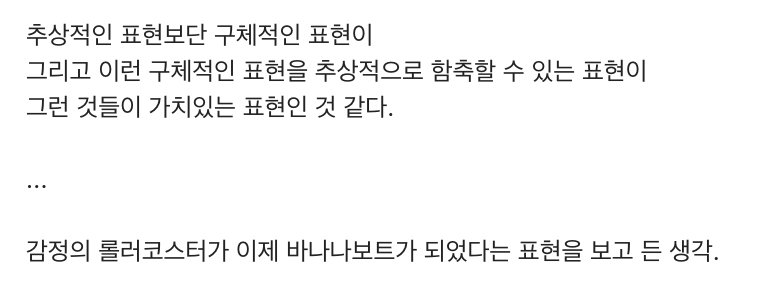 추상적인 표현보단 구체적인 표현이
그리고 이런 구체적인 표현을 추상적으로 함축할 수 있는 표현이
그런 것들이 가치있는 표현인 것 같다.
...
감정의 롤러코스터가 이제 바나나보트가 되었다는 표현을 보고 든 생각.